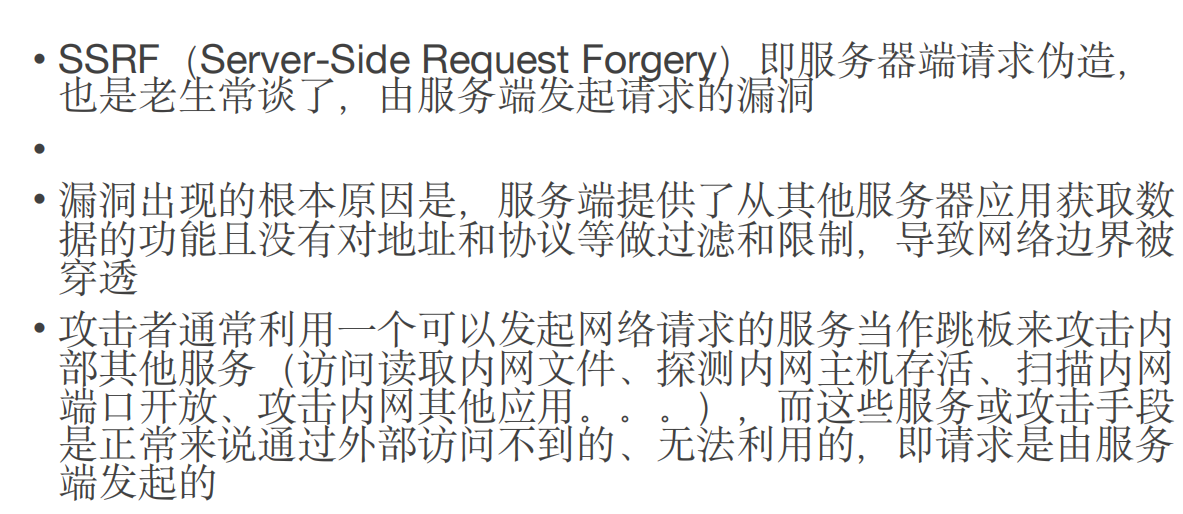 • SSRF（Server-Side Request Forgery）即服务器端请求伪造，
也是老生常谈了，由服务端发起请求的漏洞
•
• 漏洞出现的根本原因是，服务端提供了从其他服务器应用获取数
据的功能且没有对地址和协议等做过滤和限制，导致网络边界被
穿透
• 攻击者通常利用一个可以发起网络请求的服务当作跳板来攻击内
部其他服务（访问读取内网文件、探测内网主机存活、扫描内网
端口开放、攻击内网其他应用。。。），而这些服务或攻击手段
是正常来说通过外部访问不到的、无法利用的，即请求是由服务
端发起的